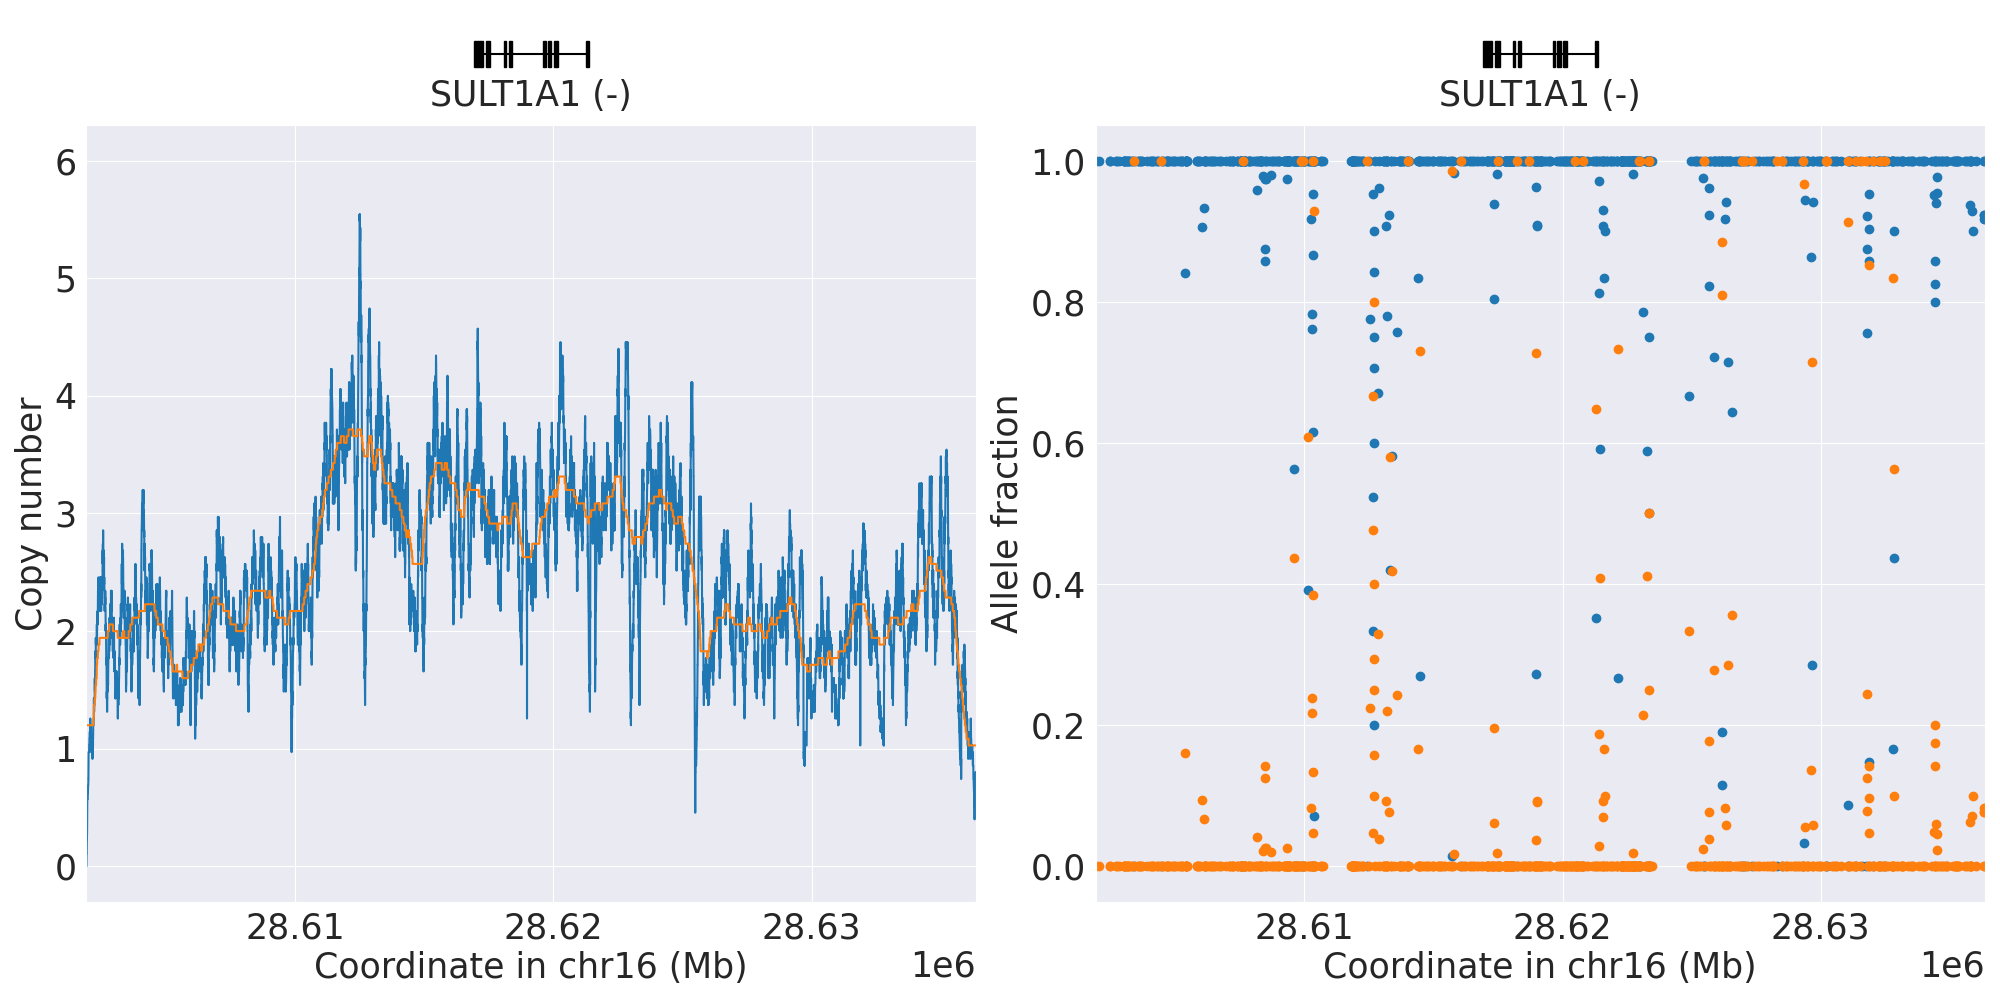 SULT1A1 (-)
6
5
4
3
2
1
0
Copy number
28.61
28.62
28.63
Coordinate in chr16 (Mb)
1e6
SULT1A1 (-)
1.0
0.8
0.6
0.4
0.2
0.0
Allele fraction
28.61
28.62
28.63
Coordinate in chr16 (Mb)
1e6